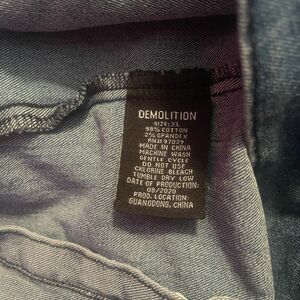 DEMOLITION
SIZE: XL
98% COTTON
2% SPANDEX
RN# 97029
MADE IN CHINA
MACHINE WASH
GENTLE CYCLE
DO NOT USE
CHLORINE BLEACH
TUMBLE DRY LOW
DATE OF PRODUCTION:
09/2020
PROD. LOCATION:
GUANGDONG, CHINA